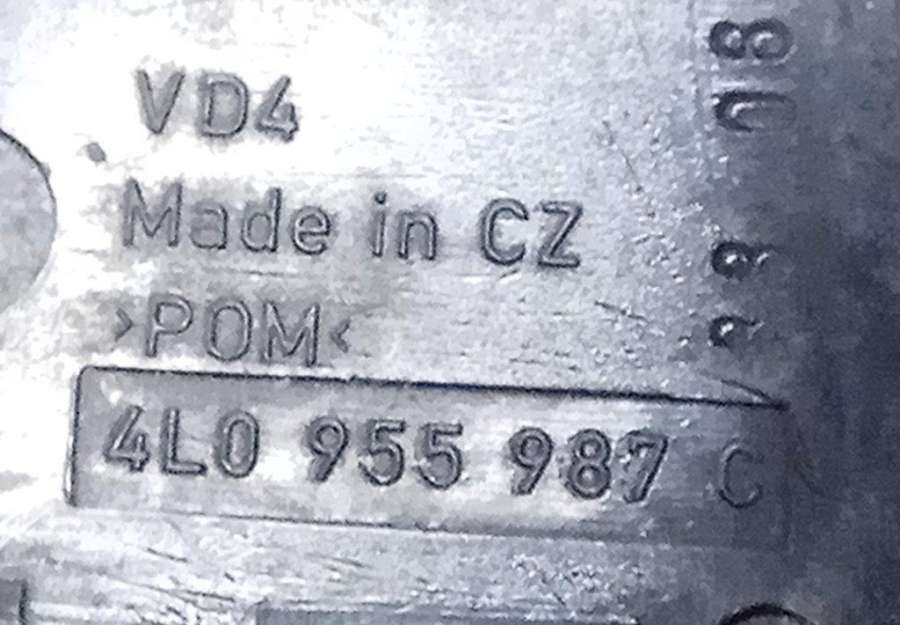 VD4
Made in CZ
>POM<
4L0 955 987 C